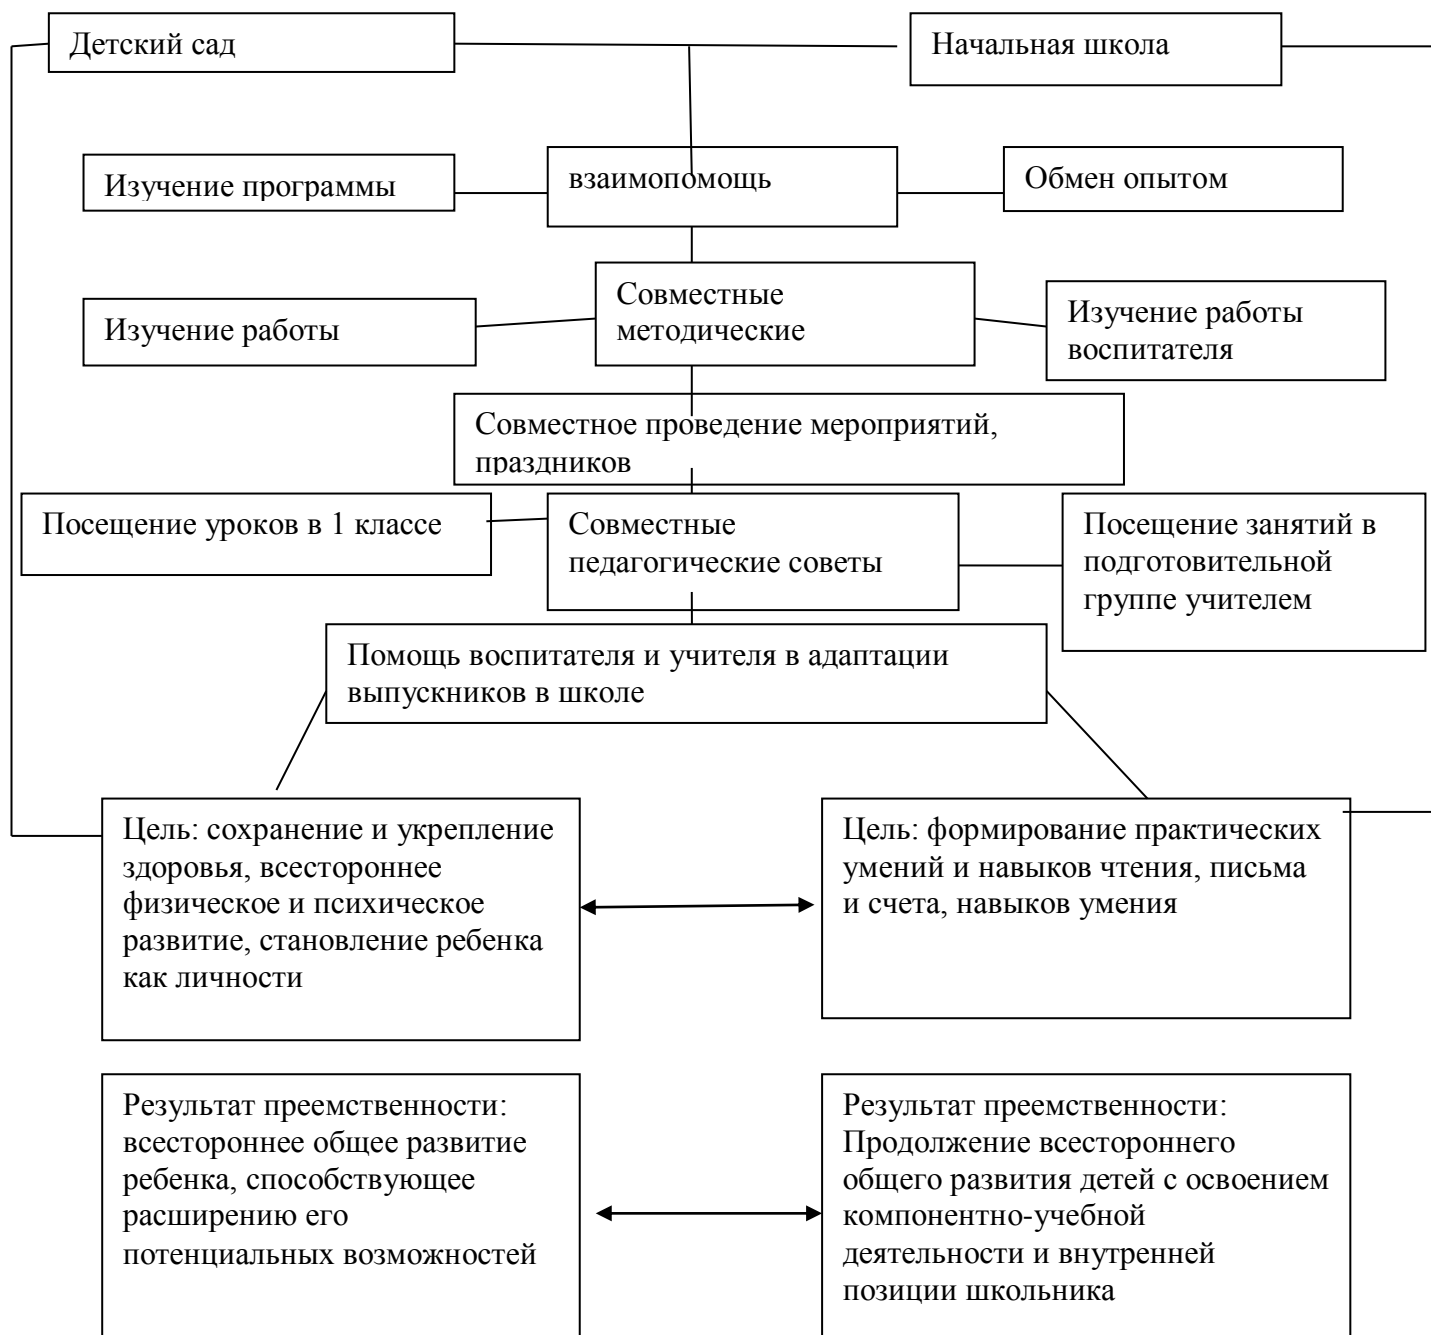 Детский сад
Начальная школа
Изучение программы
взаимопомощь
Обмен опытом
Изучение работы
Совместные
методические
Изучение работы
воспитателя
Совместное проведение мероприятий,
праздников
Посещение уроков в 1 классе
Совместные
педагогические советы
Посещение занятий в
подготовительной
группе учителем
Помощь воспитателя и учителя в адаптации
выпускников в школе
Цель: сохранение и укрепление
здоровья, всестороннее
физическое и психическое
развитие, становление ребенка
как личности
Цель: формирование практических
умений и навыков чтения, письма
и счета, навыков умения
Результат преемственности:
всестороннее общее развитие
ребенка, способствующее
расширению его
потенциальных возможностей
Результат преемственности:
Продолжение всестороннего
общего развития детей с освоением
компонентно-учебной
деятельности и внутренней
позиции школьника